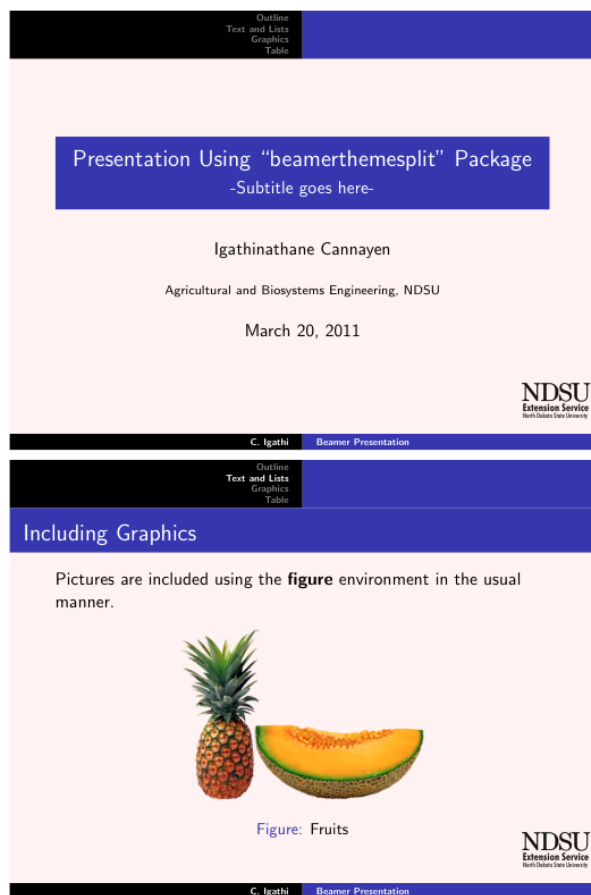 Outline
Text and Lists
Graphics
Table
Presentation Using “beamerthemesplit” Package
-Subtitle goes here-
Igathinathane Cannayen
Agricultural and Biosystems Engineering, NDSU
March 20, 2011
NDSU
Extension Service
North Dakota State University
C. Igathi Beamer Presentation
Outline
Text and Lists
Graphics
Table
Including Graphics
Pictures are included using the figure environment in the usual
manner.
Figure: Fruits
NDSU
Extension Service
North Dakota State University
C. Igathi Beamer Presentation